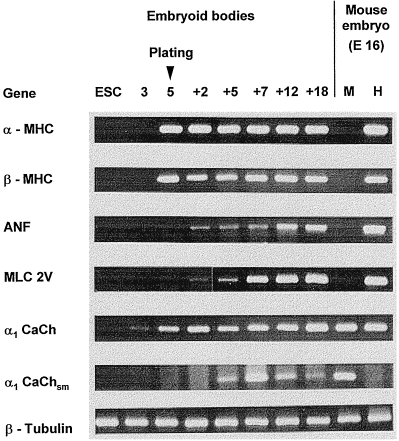 Embryoid bodies
Mouse
embryo
(E 16)
Plating
Gene ESC 3 5 +2 +5 +7 +12 +18 M H
α - MHC
β - MHC
ANF
MLC 2V
α₁ CaCh
α₁ CaChₛₘ
β - Tubulin